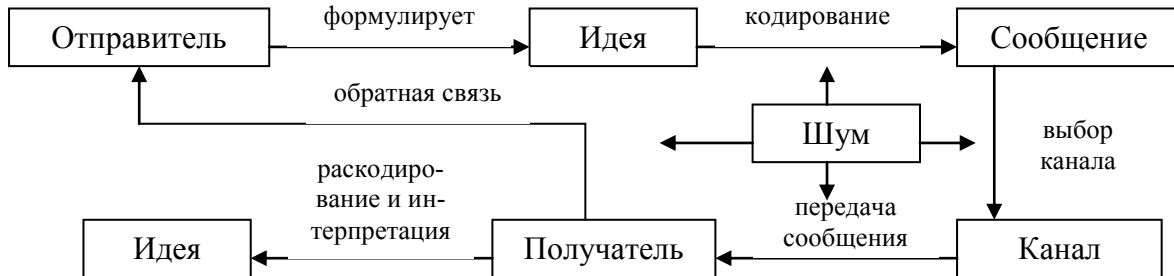 формулирует
кодирование
Отправитель
Идея
Сообщение
обратная связь
Шум
выбор
канала
раскодиро-
вание и ин-
терпретация
передача
сообщения
Идея
Получатель
Канал